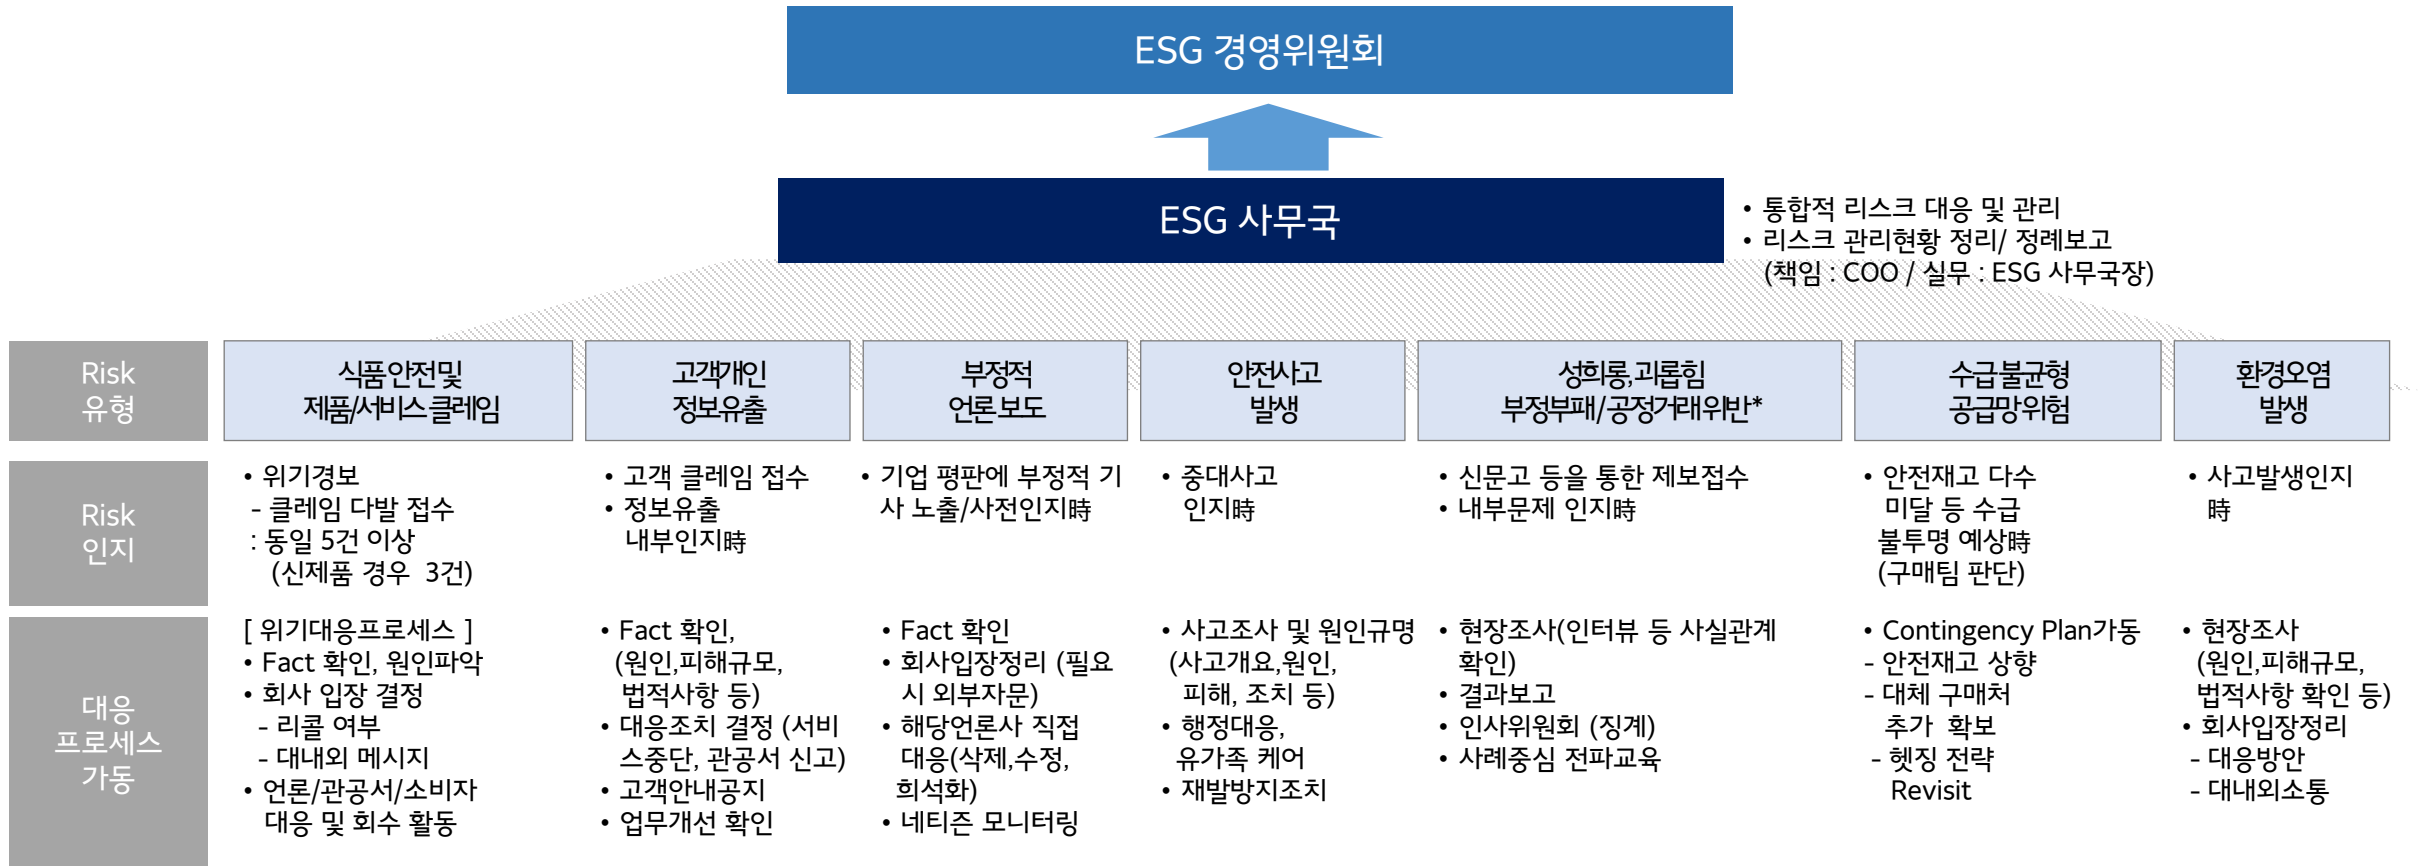 ESG 경영위원회
ESG 사무국
• 통합적 리스크 대응 및 관리
• 리스크 관리현황 정리/ 정례보고
(책임 : COO / 실무 : ESG 사무국장)
Risk
유형
식품 안전 및
제품/서비스 클레임
고객개인
정보유출
부정적
언론 보도
안전사고
발생
성희롱, 괴롭힘
부정부패 / 공정거래 위반*
수급 불균형
공급망 위험
환경오염
발생
Risk
인지
• 위기경보
- 클레임 다발 접수
: 동일 5건 이상
(신제품 경우 3건)
• 고객 클레임 접수
• 정보유출
내부인지時
• 기업 평판에 부정적 기
사 노출/사전인지時
• 중대사고
인지時
• 신문고 등을 통한 제보접수
• 내부문제 인지時
• 안전재고 다수
미달 등 수급
불투명 예상時
(구매팀 판단)
• 사고발생인지
時
대응
프로세스
가동
[ 위기대응프로세스 ]
• Fact 확인, 원인파악
• 회사 입장 결정
- 리콜 여부
- 대내외 메시지
• 언론/관공서/소비자
대응 및 회수 활동
• Fact 확인,
(원인,피해규모,
법적사항 등)
• 대응조치 결정 (서비
스중단, 관공서 신고)
• 고객안내공지
• 업무개선 확인
• Fact 확인
• 회사입장정리 (필요
시 외부자문)
• 해당언론사 직접
대응(삭제,수정,
희석화)
• 네티즌 모니터링
• 사고조사 및 원인규명
(사고개요,원인,
피해, 조치 등)
• 행정대응,
유가족 케어
• 재발방지조치
• 현장조사(인터뷰 등 사실관계
확인)
• 결과보고
• 인사위원회 (징계)
• 사례중심 전파교육
• Contingency Plan가동
- 안전재고 상향
- 대체 구매처
추가 확보
- 헷징 전략
Revisit
• 현장조사
(원인,피해규모,
법적사항 확인 등)
• 회사입장정리
- 대응방안
- 대내외소통